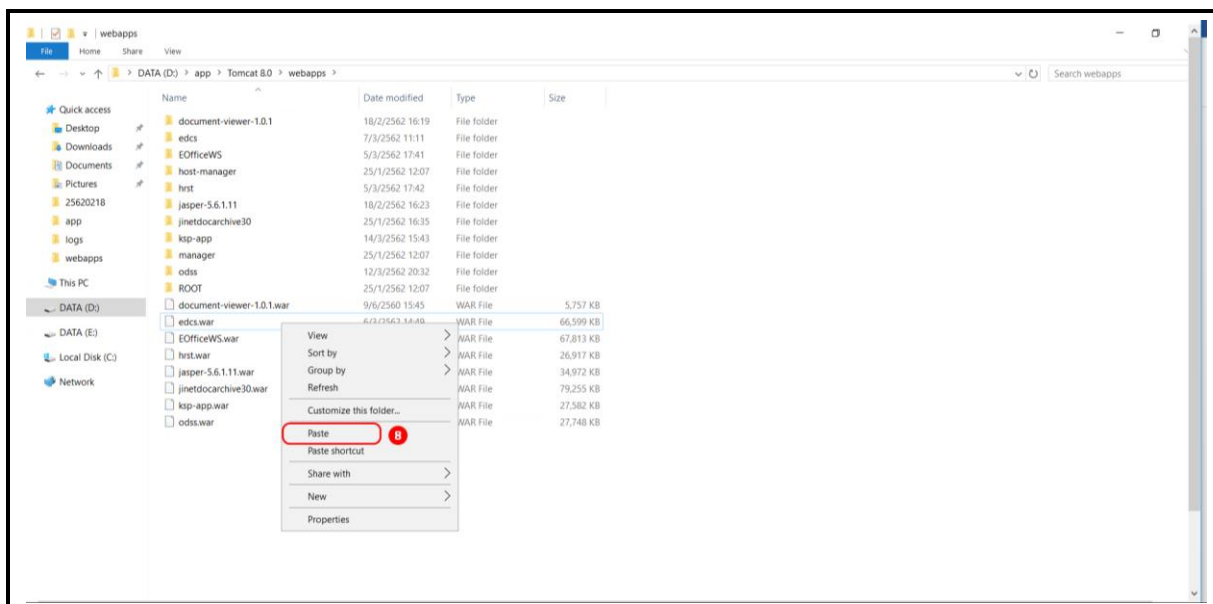 webapps
File Home Share View
DATA (D:) > app > Tomcat 8.0 > webapps > Search webapps
Name Date modified Type Size
Quick access
Desktop
Downloads
Documents
Pictures
25620218
app
logs
webapps
This PC
DATA (D:)
DATA (E:)
Local Disk (C:)
Network
document-viewer-1.0.1 18/2/2562 16:19 File folder
edcs 7/3/2562 11:11 File folder
EOfficeWS 5/3/2562 17:41 File folder
host-manager 25/1/2562 12:07 File folder
hrst 5/3/2562 17:42 File folder
jasper-5.6.1.11 18/2/2562 16:23 File folder
jinetdocarchive30 25/1/2562 16:35 File folder
ksp-app 14/3/2562 15:43 File folder
manager 25/1/2562 12:07 File folder
odss 12/3/2562 20:32 File folder
ROOT 25/1/2562 12:07 File folder
document-viewer-1.0.1.war 9/6/2560 15:45 WAR File 5,757 KB
edcs.war WAR File 66,599 KB
EOfficeWS.war WAR File 67,813 KB
hrst.war WAR File 26,917 KB
jasper-5.6.1.11.war WAR File 34,972 KB
jinetdocarchive30.war WAR File 79,255 KB
ksp-app.war WAR File 27,582 KB
odss.war WAR File 27,748 KB
View
Sort by
Group by
Refresh
Customize this folder...
Paste 8
Paste shortcut
Share with
New
Properties